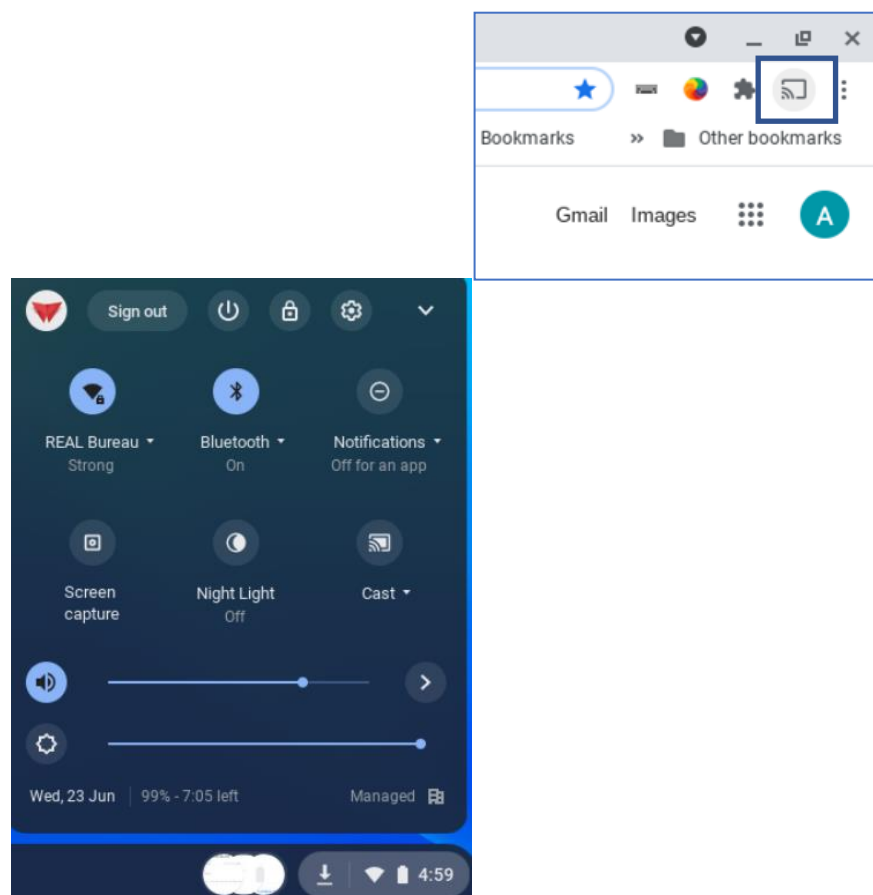 Bookmarks » Other bookmarks
Gmail Images A
Sign out
REAL Bureau Bluetooth Notifications
Strong On Off for an app
Screen capture Night Light Cast
Off
Wed, 23 Jun 99% - 7:05 left Managed
4:59